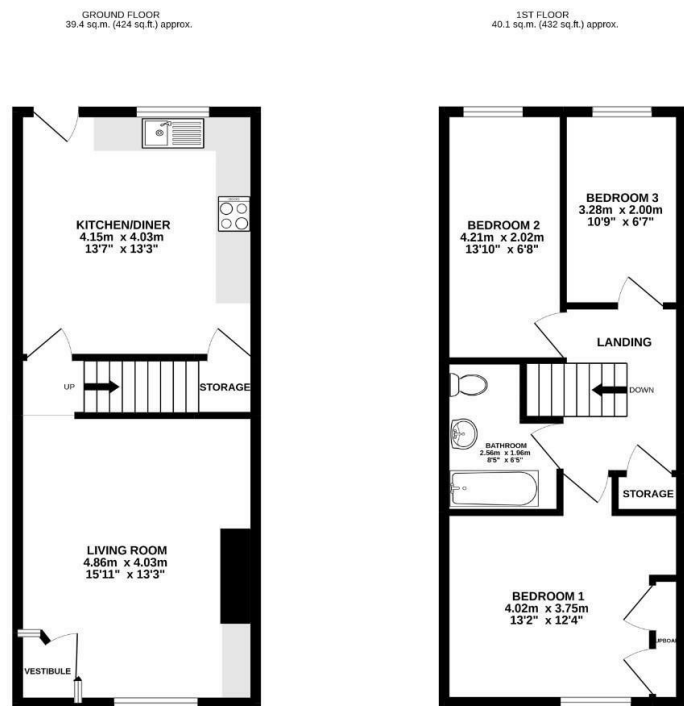 GROUND FLOOR
39.4 sq.m. (424 sq.ft.) approx.
KITCHEN/DINER
4.15m x 4.03m
13'7" x 13'3"
UP
STORAGE
LIVING ROOM
4.86m x 4.03m
15'11" x 13'3"
VESTIBULE
1ST FLOOR
40.1 sq.m. (432 sq.ft.) approx.
BEDROOM 2
4.21m x 2.02m
13'10" x 6'8"
BEDROOM 3
3.28m x 2.00m
10'9" x 6'7"
LANDING
DOWN
BATHROOM
2.56m x 1.96m
8'5" x 6'5"
STORAGE
BEDROOM 1
4.02m x 3.75m
13'2" x 12'4"